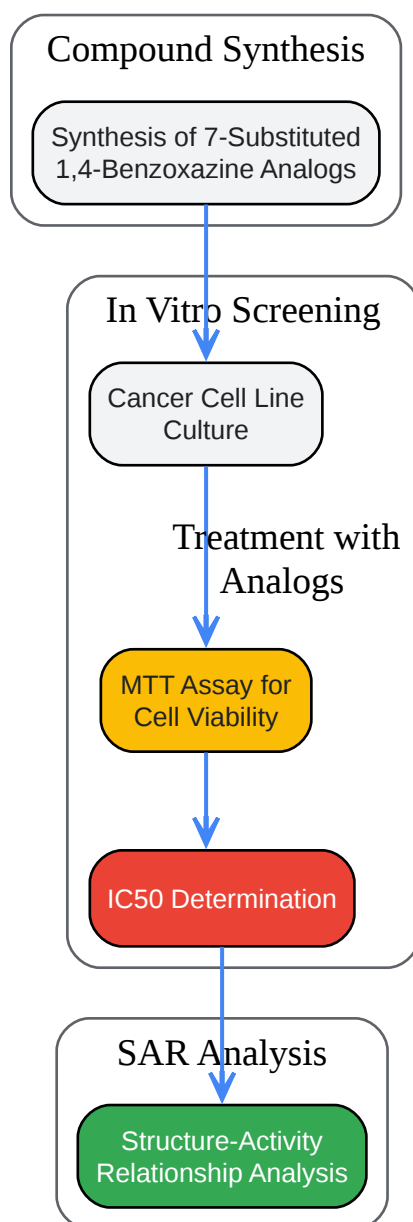 Compound Synthesis
Synthesis of 7-Substituted
1,4-Benzoxazine Analogs
In Vitro Screening
Cancer Cell Line
Culture
Treatment with
Analogs
MTT Assay for
Cell Viability
IC50 Determination
SAR Analysis
Structure-Activity
Relationship Analysis